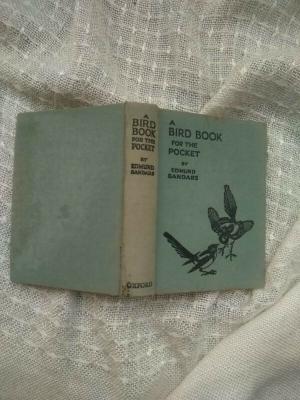 A
BIRD
BOOK
FOR THE
POCKET
BY
EDMUND
SANDARS
OXFORD
A
BIRD BOOK
FOR THE
POCKET
BY
EDMUND
SANDARS